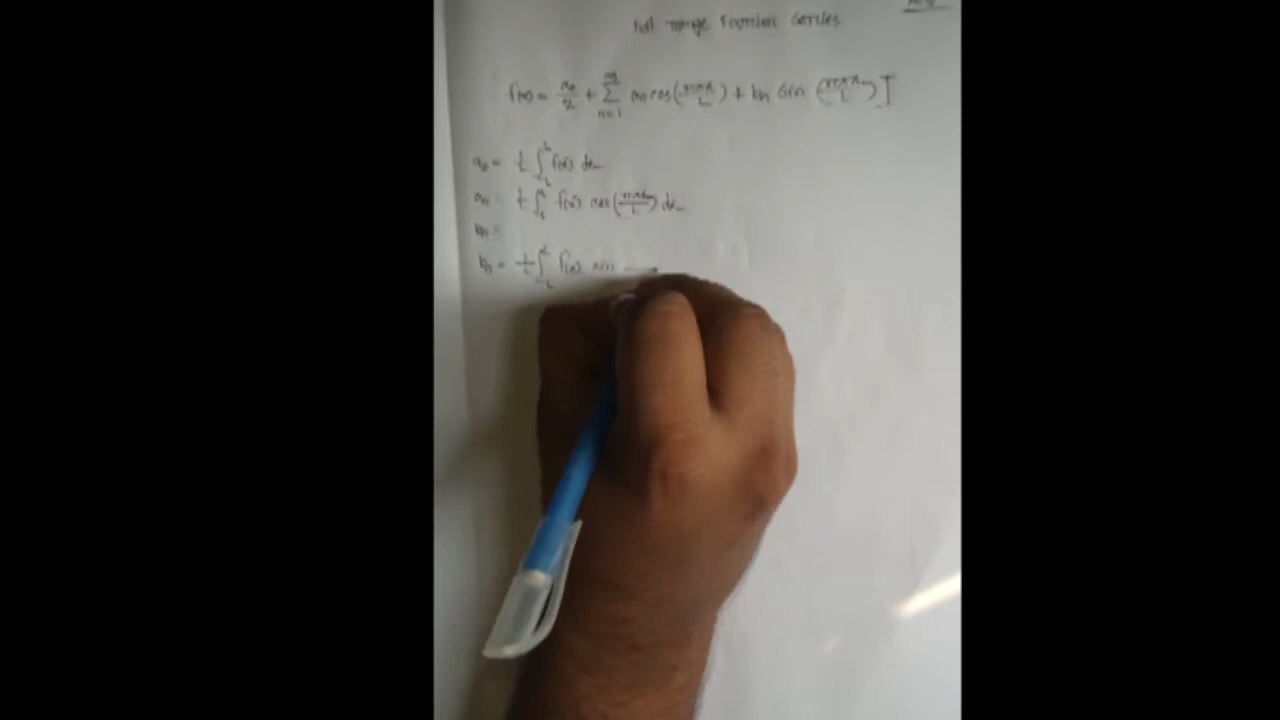 Full range Fourier Series
f(x) = a₀/2 + ∑_{n=1}^{∞} an cos(nπx/L) + bn Sin (nπx/L)]
a₀ = 1/L ∫_{-L}^{L} f(x) dx
an = 1/L ∫_{-L}^{L} f(x) cos(nπx/L) dx
bn =
bn = 1/L ∫_{-L}^{L} f(x) sin